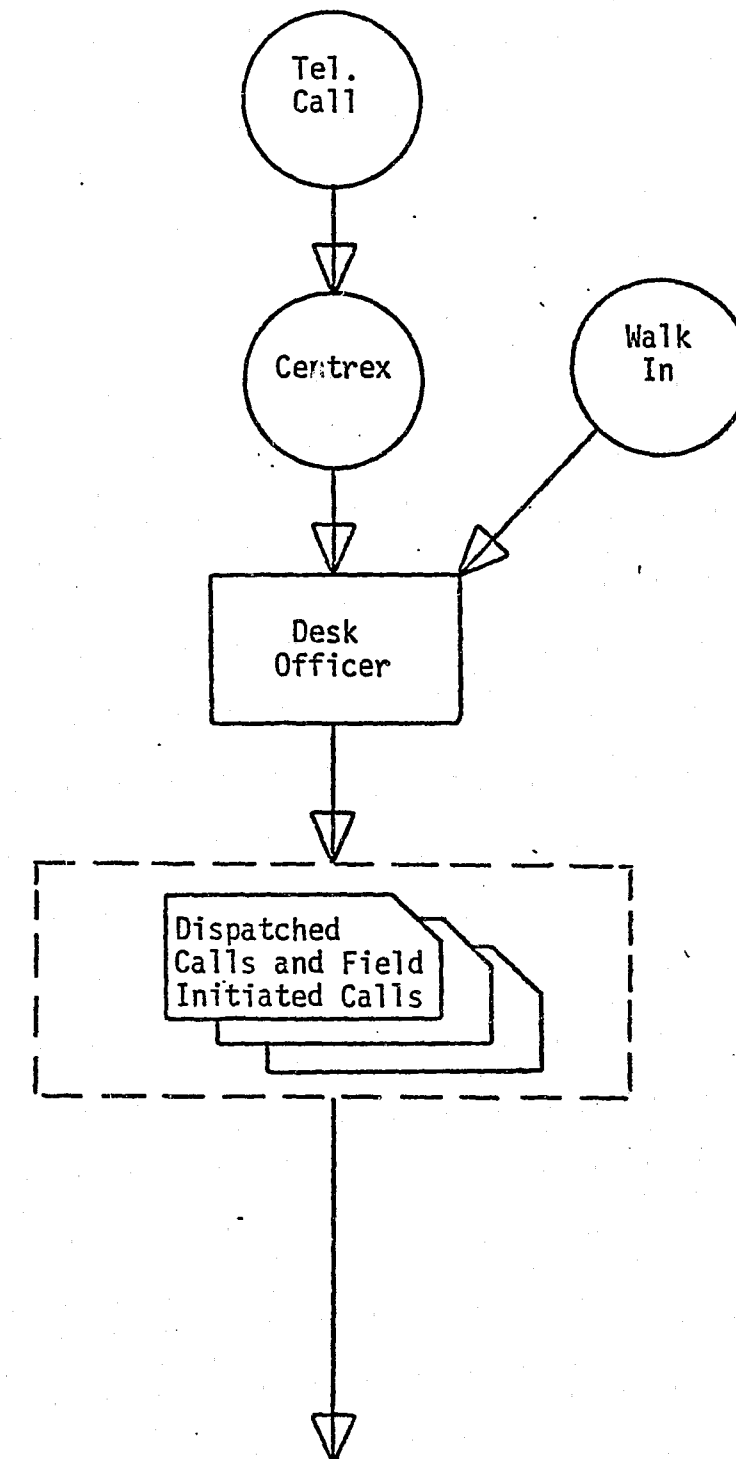 Tel.
Call
Centrex
Walk
In
Desk
Officer
Dispatched
Calls and Field
Initiated Calls